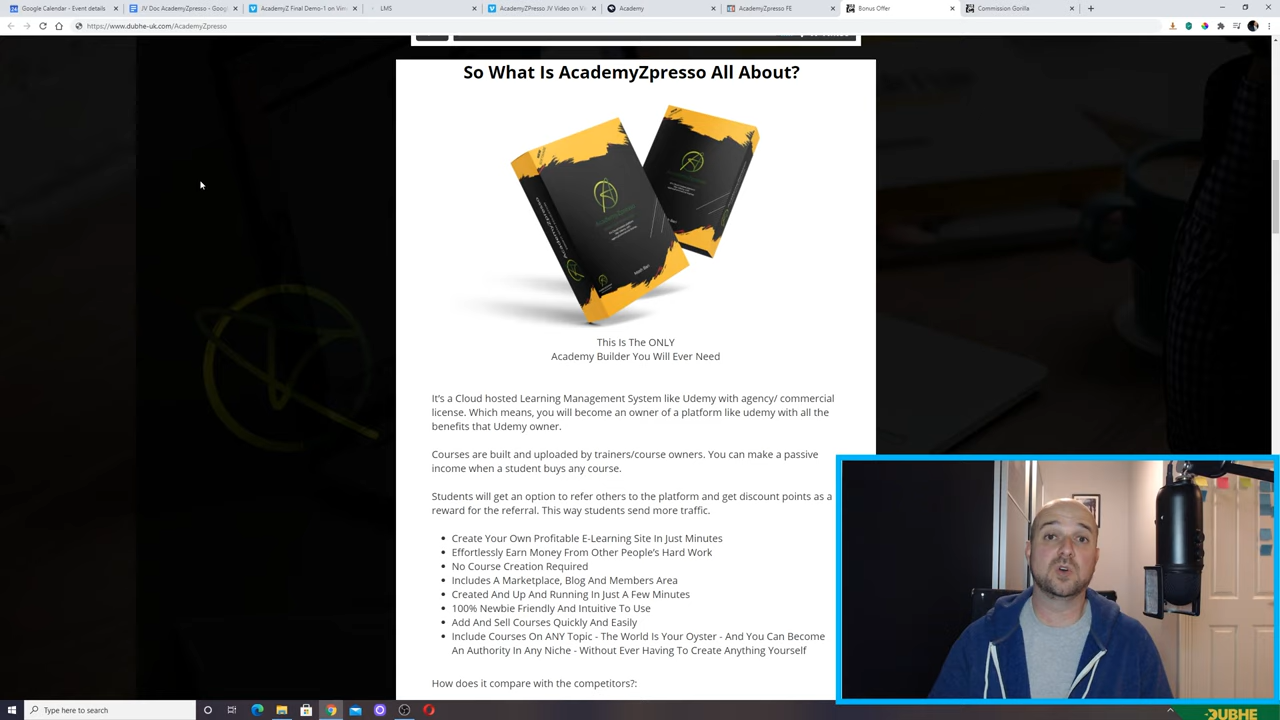 Google Calendar - Event details
JV Doc AcademyZpresso - Goog
AcademyZ Final Demo-1 on Vim
LMS
AcademyZPresso JV Video on Vi
Academy
AcademyZpresso FE
Bonus Offer
Commission Gorilla
https://www.dubhe-uk.com/AcademyZpresso
So What Is AcademyZpresso All About?
This Is The ONLY
Academy Builder You Will Ever Need
It's a Cloud hosted Learning Management System like Udemy with agency/ commercial
license. Which means, you will become an owner of a platform like udemy with all the
benefits that Udemy owner.
Courses are built and uploaded by trainers/course owners. You can make a passive
income when a student buys any course.
Students will get an option to refer others to the platform and get discount points as a
reward for the referral. This way students send more traffic.
• Create Your Own Profitable E-Learning Site In Just Minutes
• Effortlessly Earn Money From Other People's Hard Work
• No Course Creation Required
• Includes A Marketplace, Blog And Members Area
• Created And Up And Running In Just A Few Minutes
• 100% Newbie Friendly And Intuitive To Use
• Add And Sell Courses Quickly And Easily
• Include Courses On ANY Topic - The World Is Your Oyster - And You Can Become
An Authority In Any Niche - Without Ever Having To Create Anything Yourself
How does it compare with the competitors?:
Type here to search
DUBHE